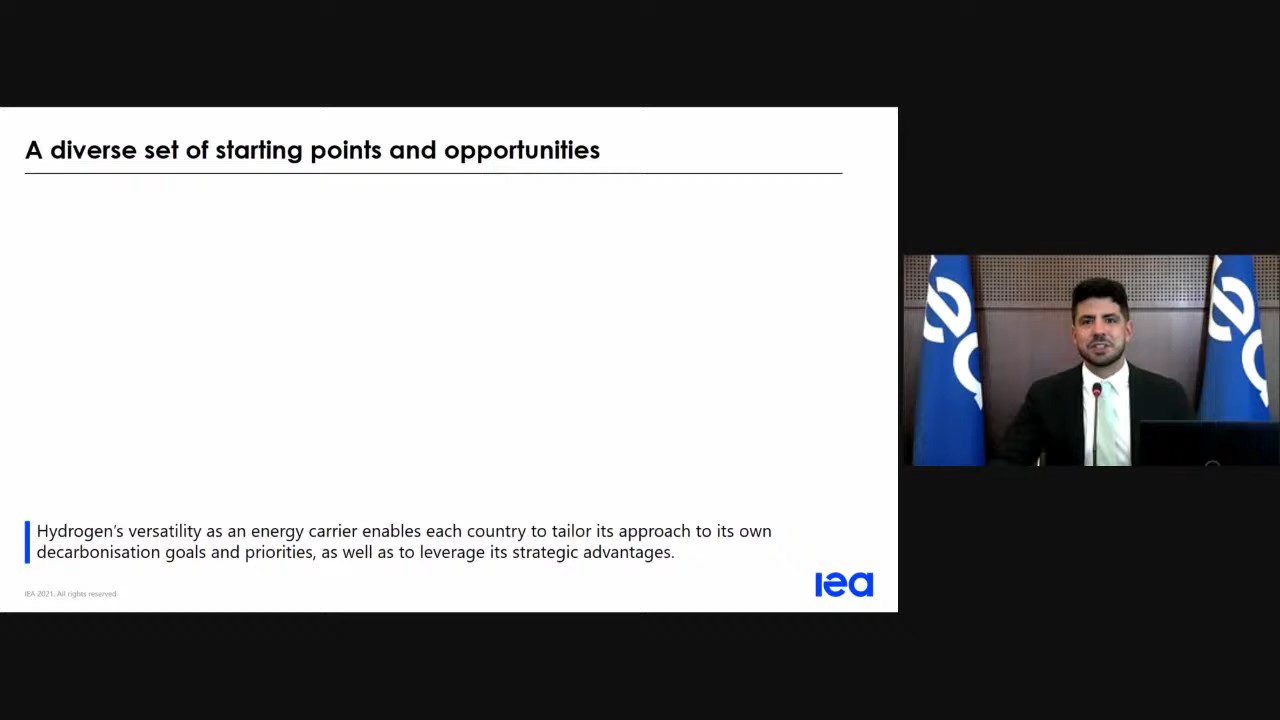 A diverse set of starting points and opportunities
Hydrogen's versatility as an energy carrier enables each country to tailor its approach to its own
decarbonisation goals and priorities, as well as to leverage its strategic advantages.
IEA 2021. All rights reserved.
iea